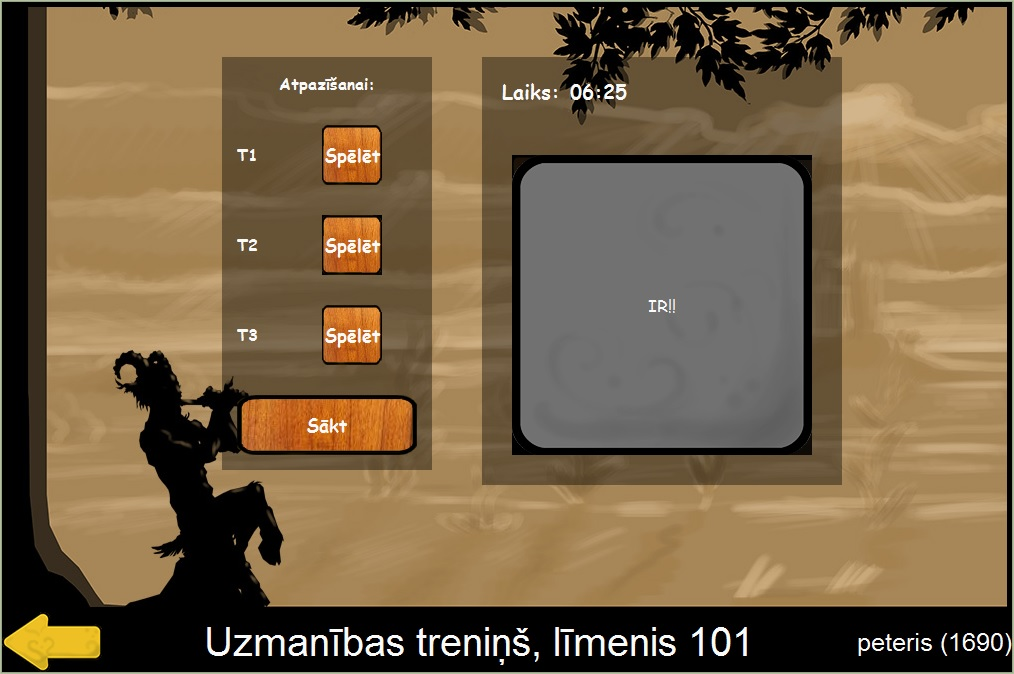 Atpazīšanai:
T1 Spēlēt
T2 Spēlēt
T3 Spēlēt
Sākt
Laiks: 06:25
IR!!
Uzmanības treniņš, līmenis 101
peteris (1690)